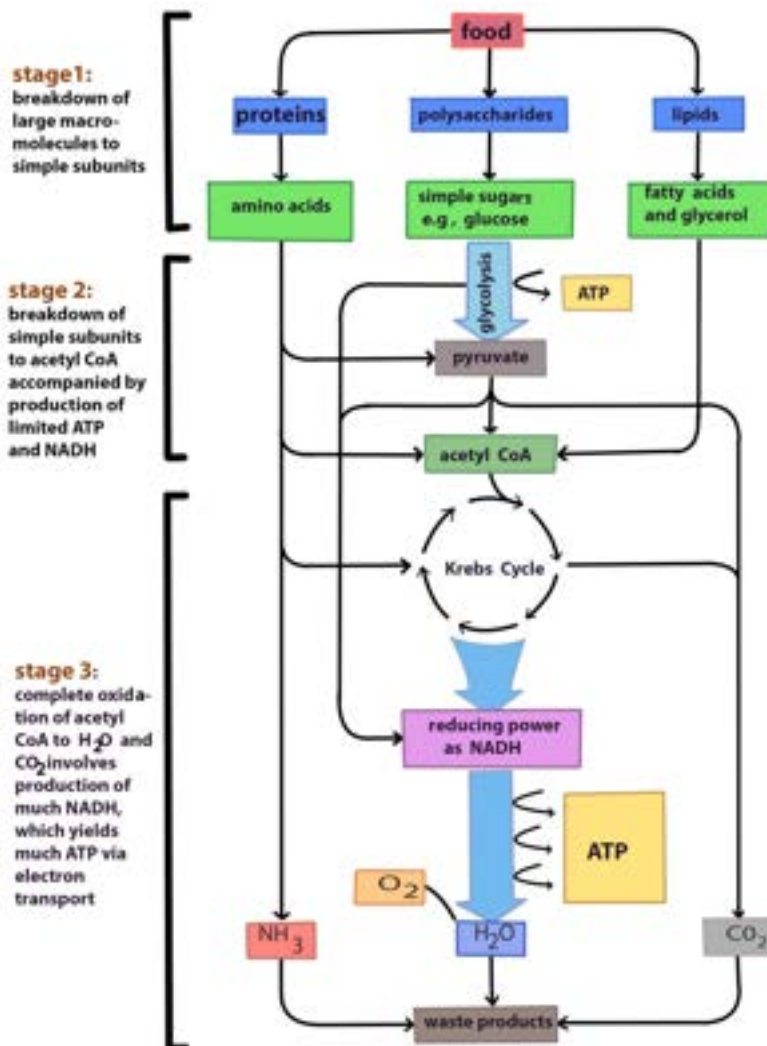 food
stage1:
breakdown of
large macro-
molecules to
simple subunits
proteins
polysaccharides
lipids
amino acids
simple sugars
e.g., glucose
fatty acids
and glycerol
stage 2:
breakdown of
simple subunits
to acetyl CoA
accompanied by
production of
limited ATP
and NADH
glycolysis
ATP
pyruvate
acetyl CoA
Krebs Cycle
stage 3:
complete oxida-
tion of acetyl
CoA to H₂O and
CO₂ involves
production of
much NADH,
which yields
much ATP via
electron
transport
reducing power
as NADH
ATP
O₂
NH₃
H₂O
CO₂
waste products